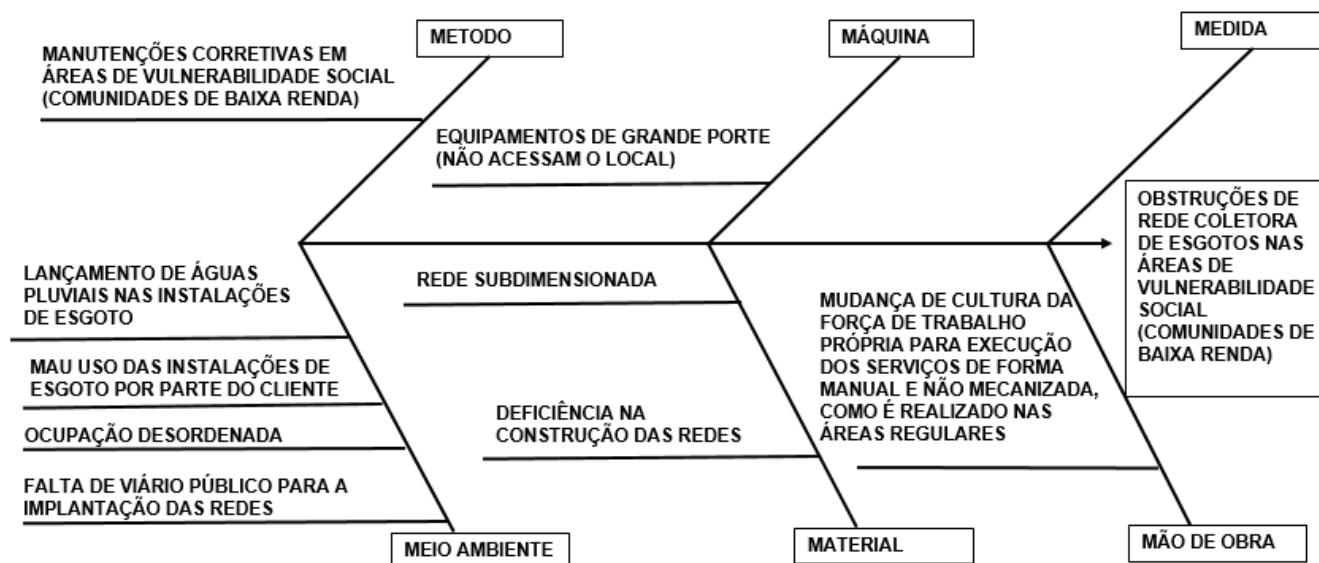 METODO
MÁQUINA
MEDIDA
MANUTENÇÕES CORRETIVAS EM
ÁREAS DE VULNERABILIDADE SOCIAL
(COMUNIDADES DE BAIXA RENDA)
EQUIPAMENTOS DE GRANDE PORTE
(NÃO ACESSAM O LOCAL)
OBSTRUÇÕES DE
REDE COLETORA
DE ESGOTOS NAS
ÁREAS DE
VULNERABILIDADE
SOCIAL
(COMUNIDADES DE
BAIXA RENDA)
LANÇAMENTO DE ÁGUAS
PLUVIAIS NAS INSTALAÇÕES
DE ESGOTO
MAU USO DAS INSTALAÇÕES DE
ESGOTO POR PARTE DO CLIENTE
OCUPAÇÃO DESORDENADA
FALTA DE VIÁRIO PÚBLICO PARA A
IMPLANTAÇÃO DAS REDES
REDE SUBDIMENSIONADA
DEFICIÊNCIA NA
CONSTRUÇÃO DAS REDES
MUDANÇA DE CULTURA DA
FORÇA DE TRABALHO
PRÓPRIA PARA EXECUÇÃO
DOS SERVIÇOS DE FORMA
MANUAL E NÃO MECANIZADA,
COMO É REALIZADO NAS
ÁREAS REGULARES
MEIO AMBIENTE
MATERIAL
MÃO DE OBRA